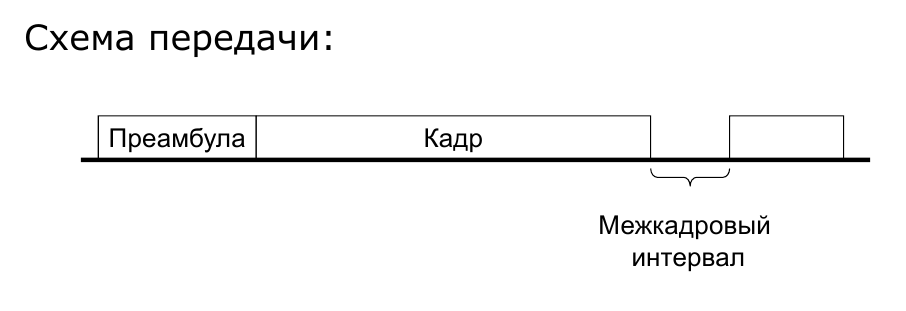 Схема передачи:
Преамбула
Кадр
Межкадровый
интервал